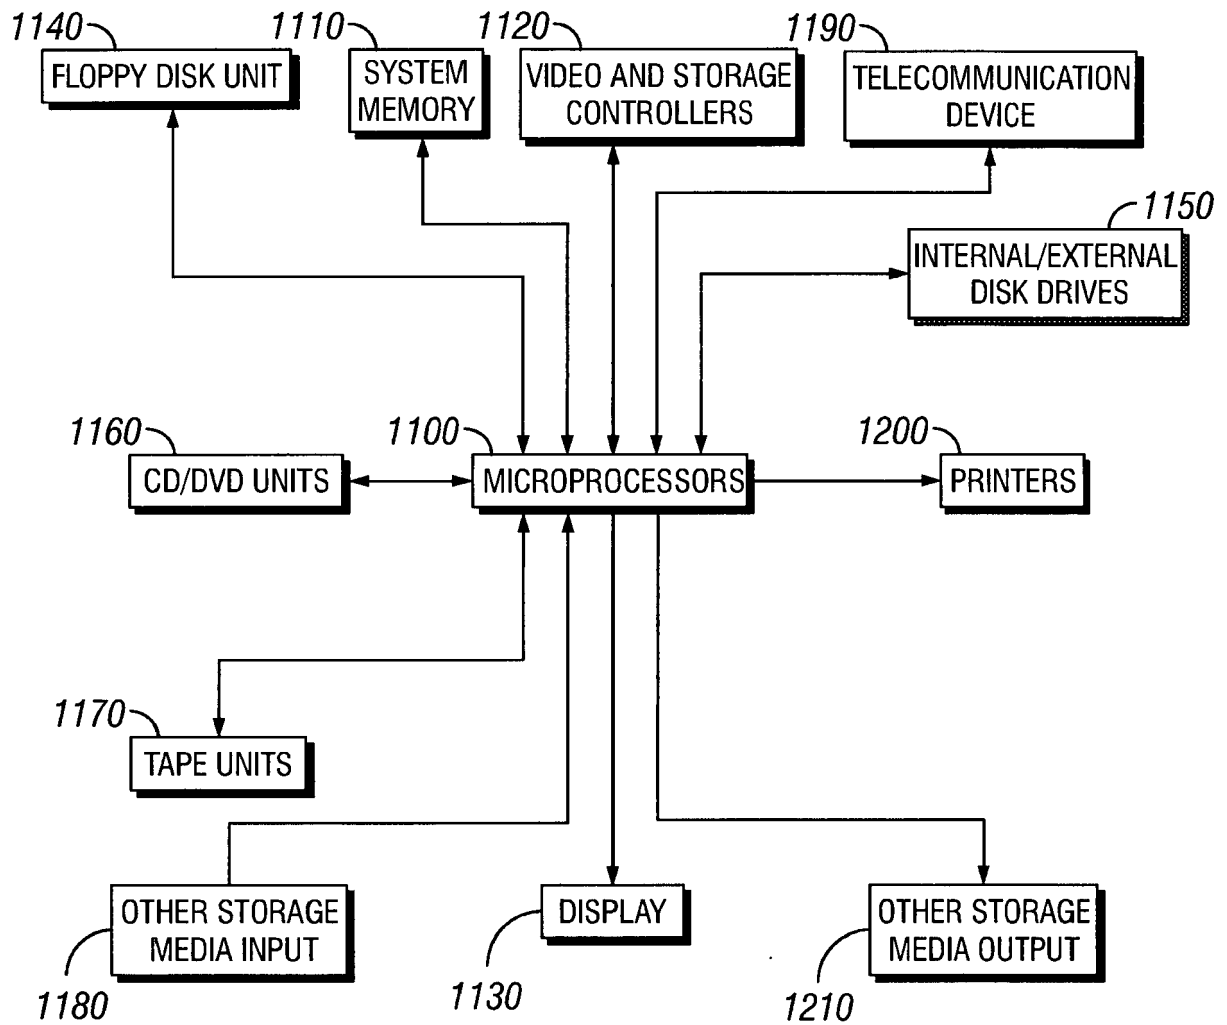 1140
FLOPPY DISK UNIT
1110
SYSTEM
MEMORY
1120
VIDEO AND STORAGE
CONTROLLERS
1190
TELECOMMUNICATION
DEVICE
1150
INTERNAL/EXTERNAL
DISK DRIVES
1160
CD/DVD UNITS
1100
MICROPROCESSORS
1200
PRINTERS
1170
TAPE UNITS
OTHER STORAGE
MEDIA INPUT
1180
DISPLAY
1130
OTHER STORAGE
MEDIA OUTPUT
1210